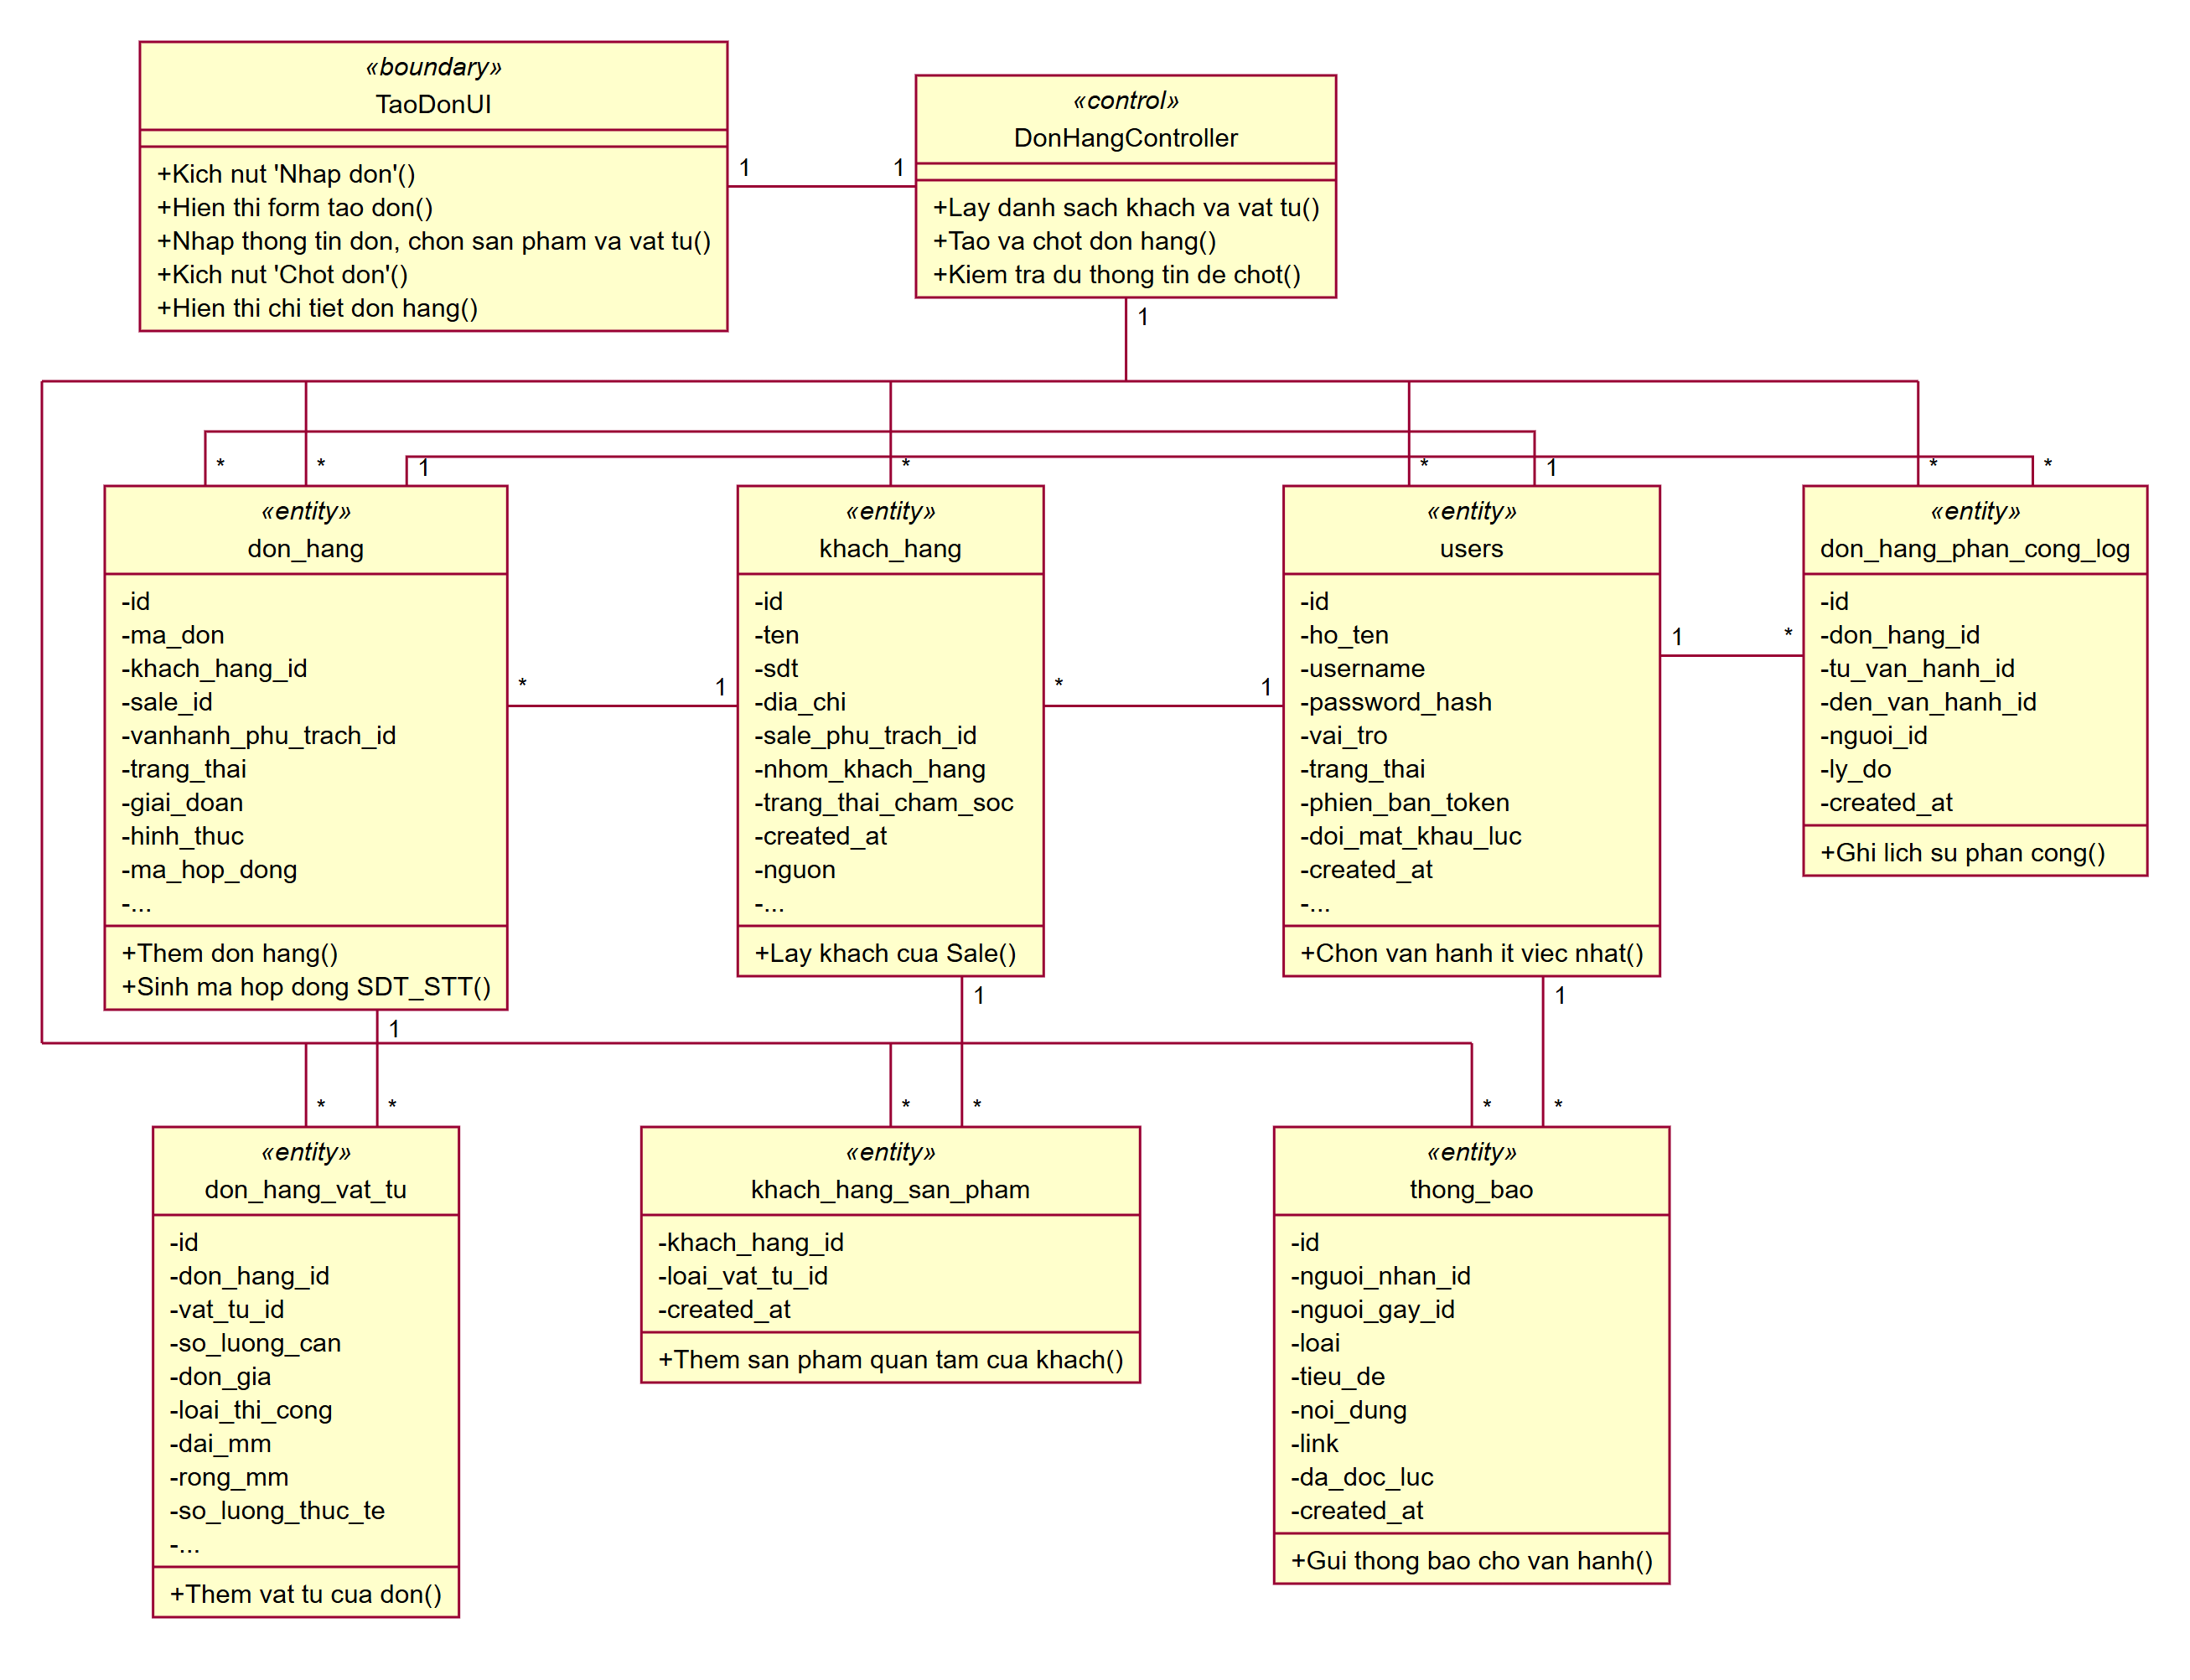 «boundary»
TaoDonUI
+Kich nut 'Nhap don'()
+Hien thi form tao don()
+Nhap thong tin don, chon san pham va vat tu()
+Kich nut 'Chot don'()
+Hien thi chi tiet don hang()
1
1
«control»
DonHangController
+Lay danh sach khach va vat tu()
+Tao va chot don hang()
+Kiem tra du thong tin de chot()
1
*
*
1
*
*
1
*
*
«entity»
don_hang
-id
-ma_don
-khach_hang_id
-sale_id
-vanhanh_phu_trach_id
-trang_thai
-giai_doan
-hinh_thuc
-ma_hop_dong
-...
+Them don hang()
+Sinh ma hop dong SDT_STT()
*
1
«entity»
khach_hang
-id
-ten
-sdt
-dia_chi
-sale_phu_trach_id
-nhom_khach_hang
-trang_thai_cham_soc
-created_at
-nguon
-...
+Lay khach cua Sale()
*
1
«entity»
users
-id
-ho_ten
-username
-password_hash
-vai_tro
-trang_thai
-phien_ban_token
-doi_mat_khau_luc
-created_at
-...
+Chon van hanh it viec nhat()
1
*
«entity»
don_hang_phan_cong_log
-id
-don_hang_id
-tu_van_hanh_id
-den_van_hanh_id
-nguoi_id
-ly_do
-created_at
+Ghi lich su phan cong()
1
1
1
*
*
*
*
*
*
«entity»
don_hang_vat_tu
-id
-don_hang_id
-vat_tu_id
-so_luong_can
-don_gia
-loai_thi_cong
-dai_mm
-rong_mm
-so_luong_thuc_te
-...
+Them vat tu cua don()
«entity»
khach_hang_san_pham
-khach_hang_id
-loai_vat_tu_id
-created_at
+Them san pham quan tam cua khach()
«entity»
thong_bao
-id
-nguoi_nhan_id
-nguoi_gay_id
-loai
-tieu_de
-noi_dung
-link
-da_doc_luc
-created_at
+Gui thong bao cho van hanh()